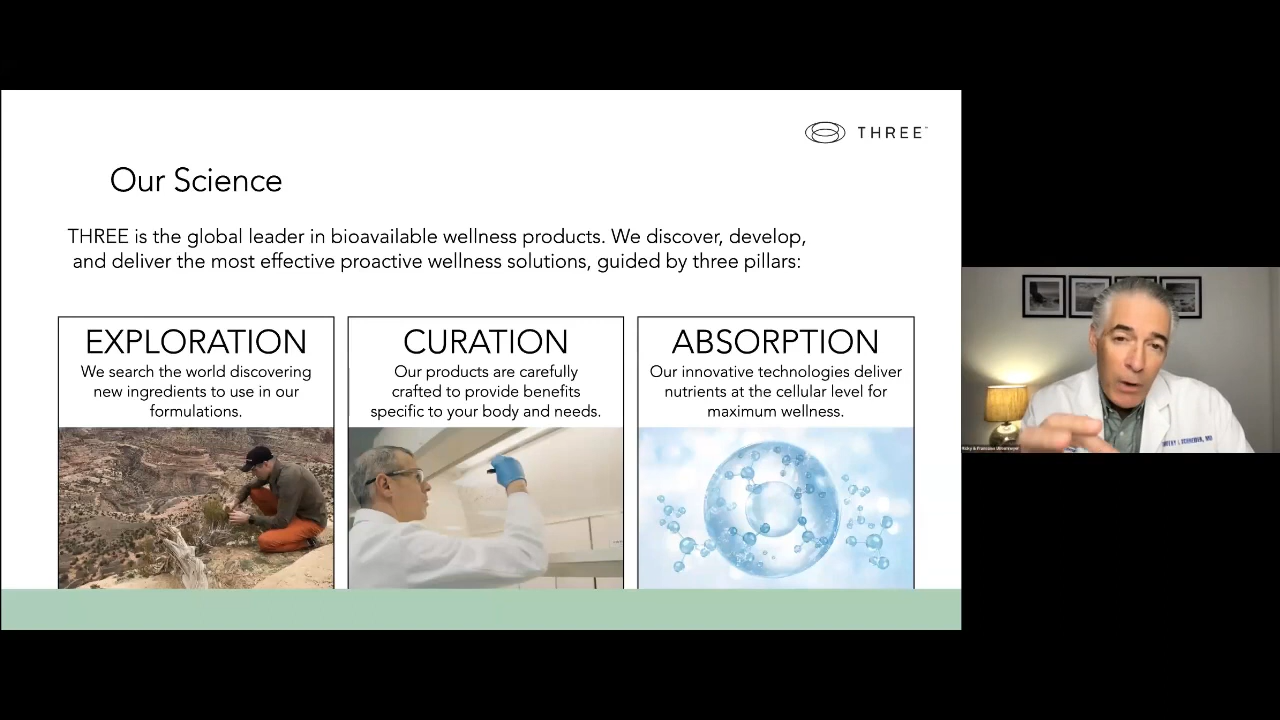 THREE™
Our Science
THREE is the global leader in bioavailable wellness products. We discover, develop,
and deliver the most effective proactive wellness solutions, guided by three pillars:
EXPLORATION
We search the world discovering
new ingredients to use in our
formulations.
CURATION
Our products are carefully
crafted to provide benefits
specific to your body and needs.
ABSORPTION
Our innovative technologies deliver
nutrients at the cellular level for
maximum wellness.